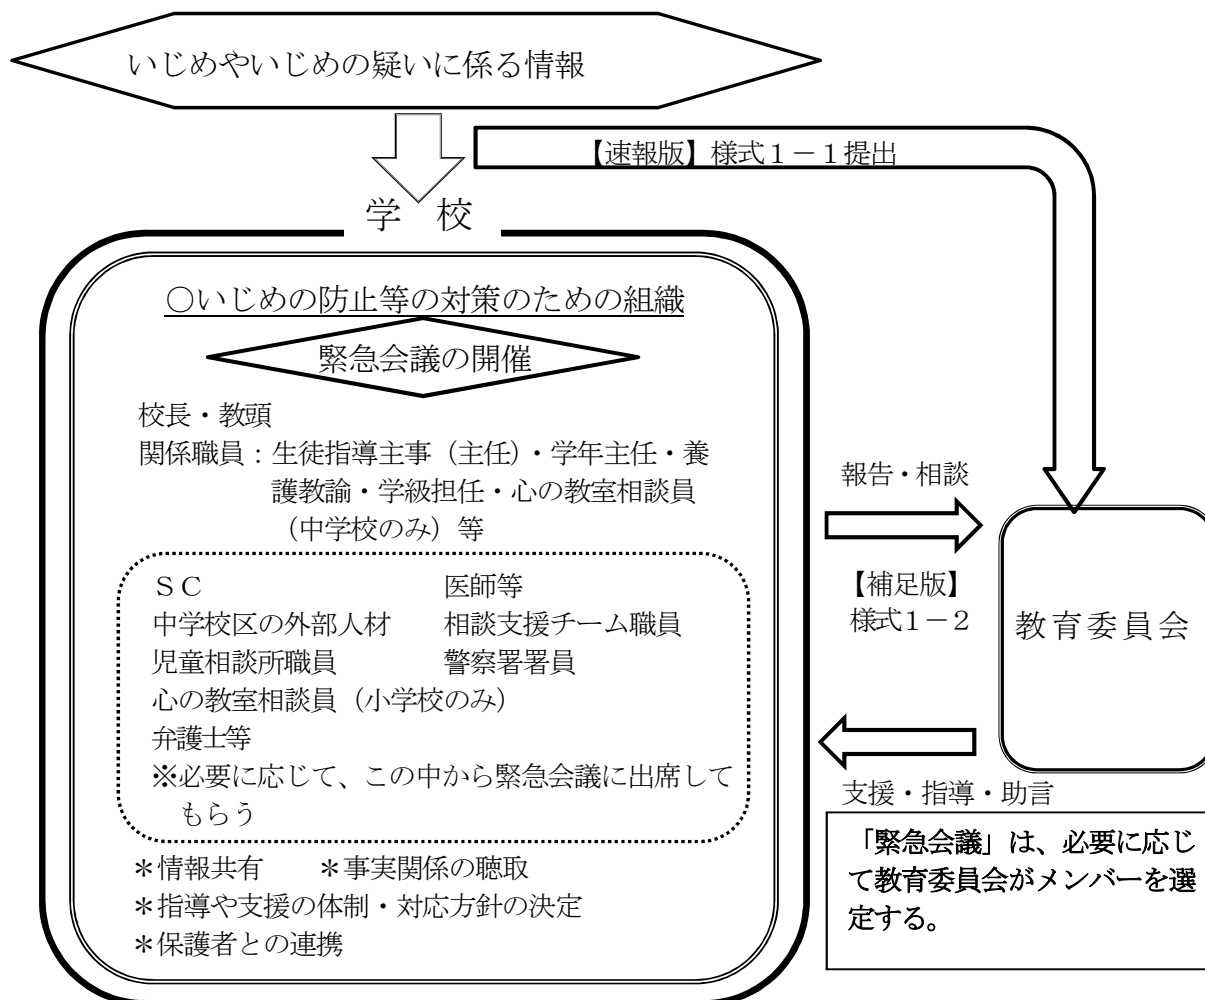 いじめやいじめの疑いに係る情報
【速報版】様式１－１提出
学　校
○いじめの防止等の対策のための組織
緊急会議の開催
校長・教頭
関係職員：生徒指導主事（主任）・学年主任・養
護教諭・学級担任・心の教室相談員
（中学校のみ）等
ＳＣ　　　　　　　医師等
中学校区の外部人材　　相談支援チーム職員
児童相談所職員　　　　警察署署員
心の教室相談員（小学校のみ）
弁護士等
※必要に応じて、この中から緊急会議に出席して
もらう
＊情報共有　　＊事実関係の聴取
＊指導や支援の体制・対応方針の決定
＊保護者との連携
報告・相談
【補足版】
様式１－２
教育委員会
支援・指導・助言
「緊急会議」は、必要に応じ
て教育委員会がメンバーを選
定する。